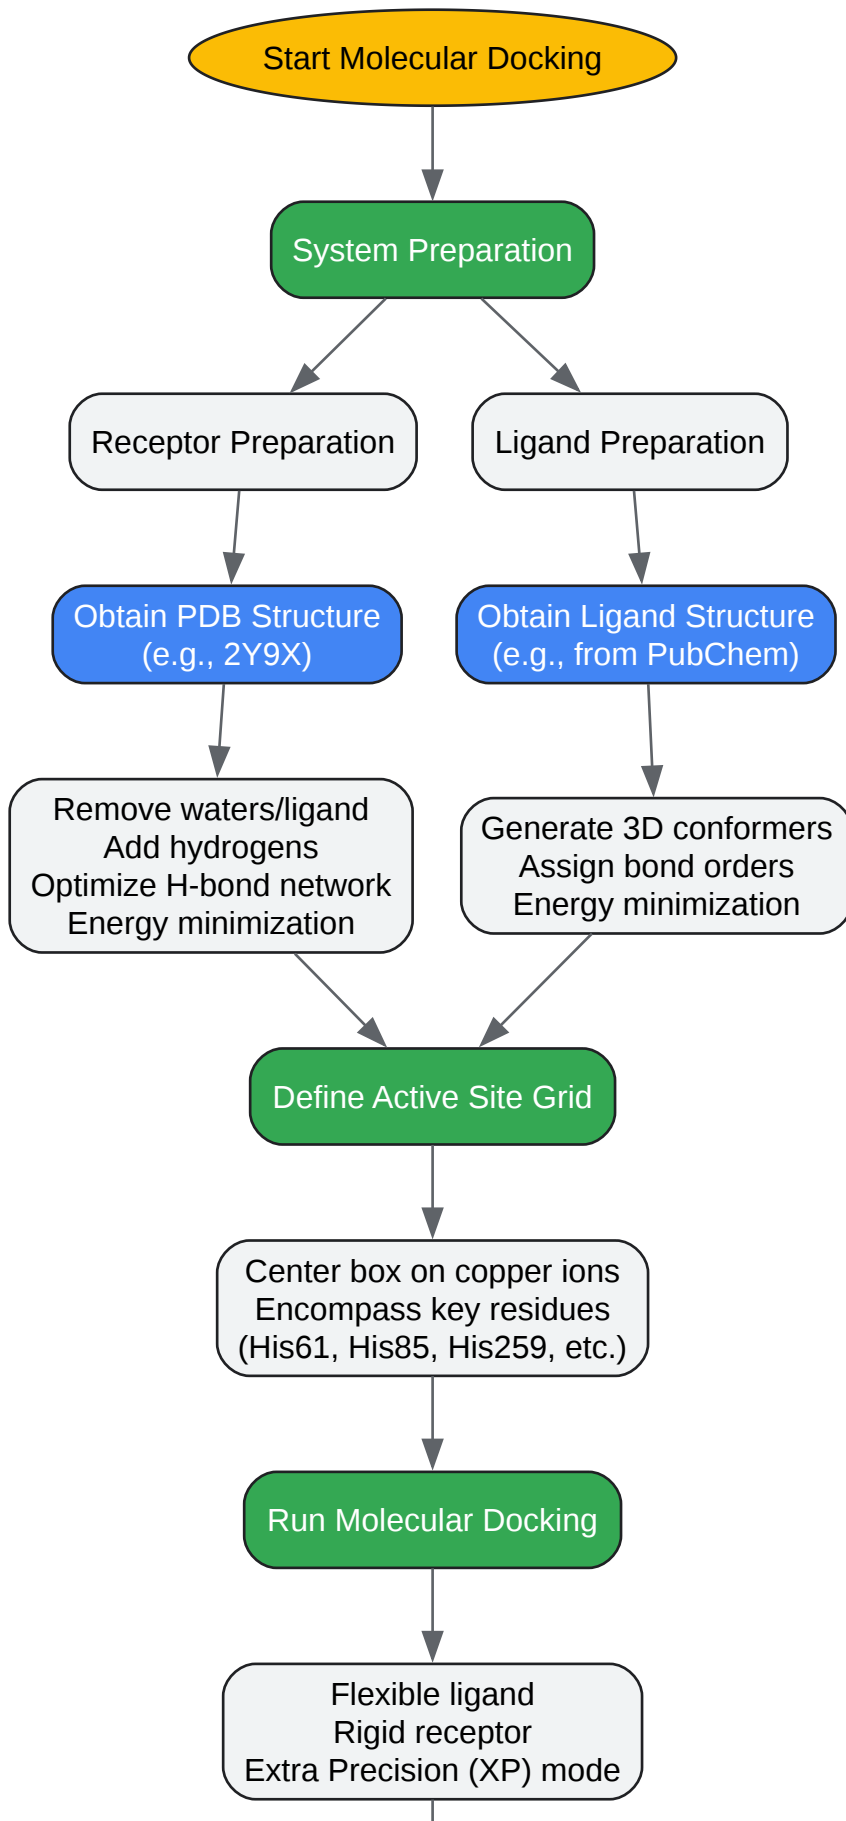 Start Molecular Docking
System Preparation
Receptor Preparation
Ligand Preparation
Obtain PDB Structure
(e.g., 2Y9X)
Obtain Ligand Structure
(e.g., from PubChem)
Remove waters/ligand
Add hydrogens
Optimize H-bond network
Energy minimization
Generate 3D conformers
Assign bond orders
Energy minimization
Define Active Site Grid
Center box on copper ions
Encompass key residues
(His61, His85, His259, etc.)
Run Molecular Docking
Flexible ligand
Rigid receptor
Extra Precision (XP) mode